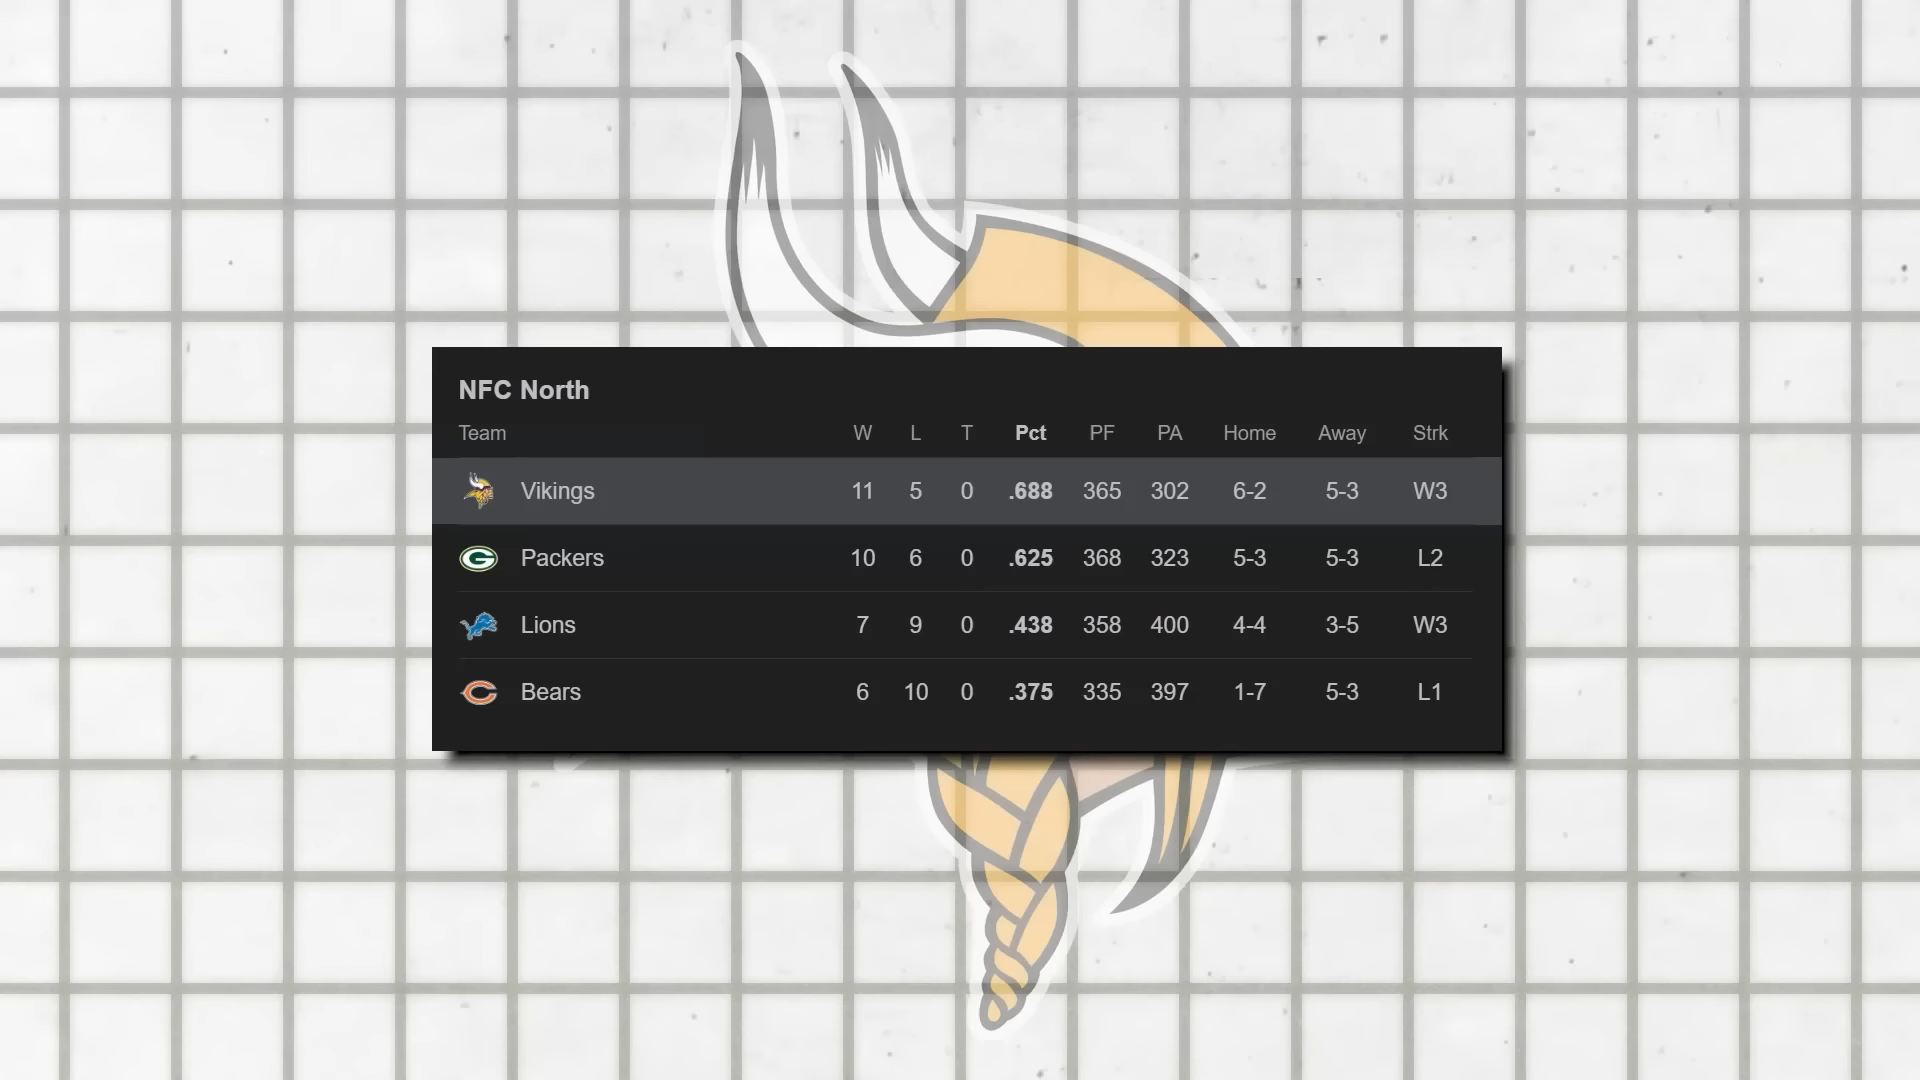 NFC North
Team W L T Pct PF PA Home Away Strk
Vikings 11 5 0 .688 365 302 6-2 5-3 W3
Packers 10 6 0 .625 368 323 5-3 5-3 L2
Lions 7 9 0 .438 358 400 4-4 3-5 W3
Bears 6 10 0 .375 335 397 1-7 5-3 L1